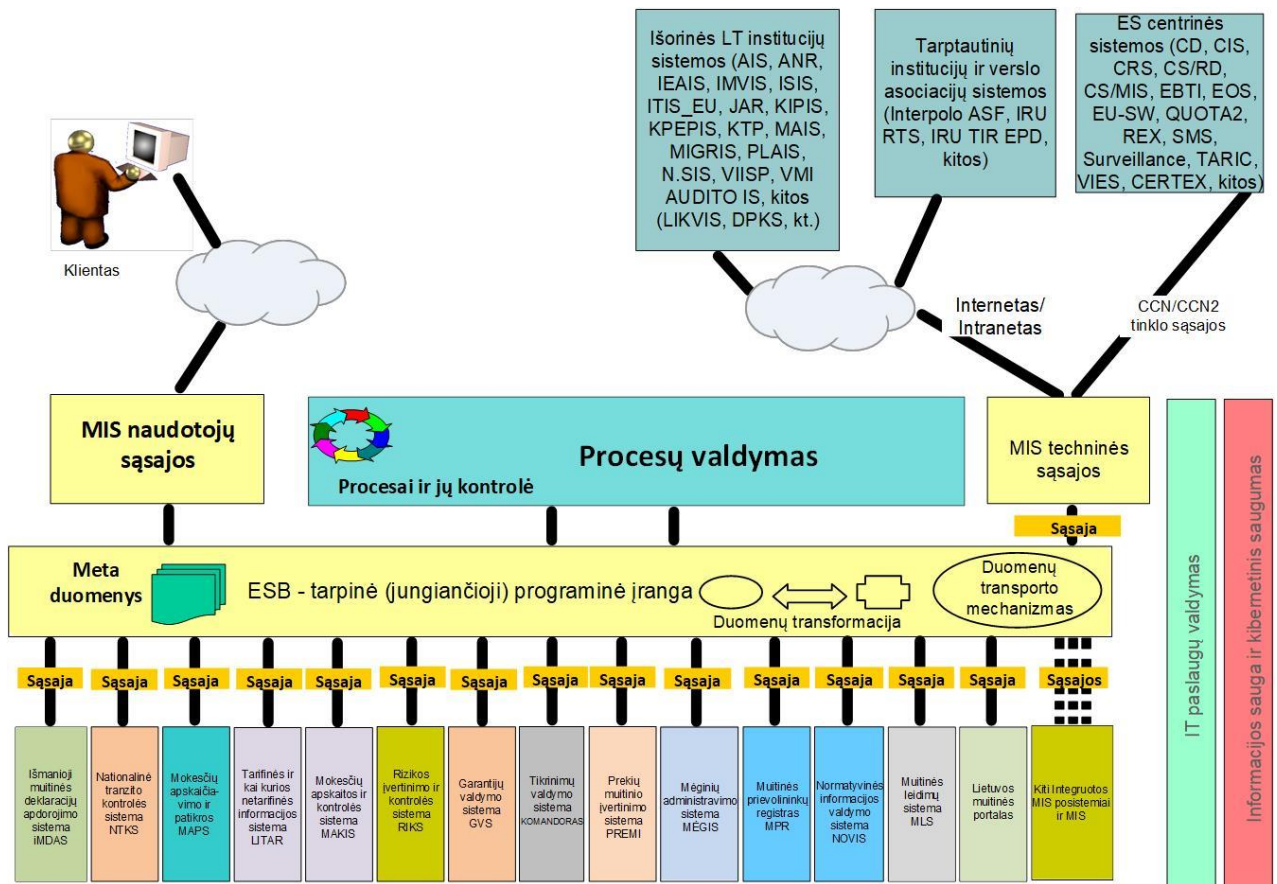 Išorinės LT institucijų
sistemos (AIS, ANR,
IEAIS, IMVIS, ISIS,
ITIS_EU, JAR, KIPIS,
KPEPIS, KTP, MAIS,
MIGRIS, PLAIS,
N.SIS, VIISP, VMI
AUDITO IS, kitos
(LIKVIS, DPKS, kt.)
Tarptautinių
institucijų ir verslo
asociacijų sistemos
(Interpolo ASF, IRU
RTS, IRU TIR EPD,
kitos)
ES centrinės
sistemos (CD, CIS,
CRS, CS/RD,
CS/MIS, EBTI, EOS,
EU-SW, QUOTA2,
REX, SMS,
Surveillance, TARIC,
VIES, CERTEX, kitos)
Klientas
Internetas/
Intranetas
CCN/CCN2
tinklo sąsajos
MIS naudotojų
sąsajos
Procesų valdymas
Procesai ir jų kontrolė
MIS techninės
sąsajos
Sąsaja
Meta
duomenys
ESB - tarpinė (jungiančioji) programinė įranga
Duomenų transformacija
Duomenų
transporto
mechanizmas
Sąsaja
Sąsaja
Sąsaja
Sąsaja
Sąsaja
Sąsaja
Sąsaja
Sąsaja
Sąsaja
Sąsaja
Sąsaja
Sąsaja
Sąsaja
Sąsaja
Sąsajos
Išmanioji
muitinės
deklaracijų
apdorojimo
sistema
iMDAS
Nationalinė
tranzito
kontrolės
sistema
NTKS
Mokesčių
apskaičia-
vimo ir
patikros
MAPS
Tarifinės ir
kai kurios
netarifinės
informacijos
sistema
LITAR
Mokesčių
apskaitos ir
kontrolės
sistema
MAKIS
Rizikos
įvertinimo ir
kontrolės
sistema
RIKS
Garantijų
valdymo
sistema
GVS
Tikrinimų
valdymo
sistema
KOMANDORAS
Prekių
muitinio
įvertinimo
sistema
PREMI
Mėginių
administravimo
sistema
MĖGIS
Muitinės
prievolininkų
registras
MPR
Normatyvinės
informacijos
valdymo
sistema
NOVIS
Muitinės
leidimų
sistema
MLS
Lietuvos
muitinės
portalas
Kiti Integruotos
MIS posistemiai
ir MIS
IT paslaugų valdymas
Informacijos sauga ir kibernetinis saugumas